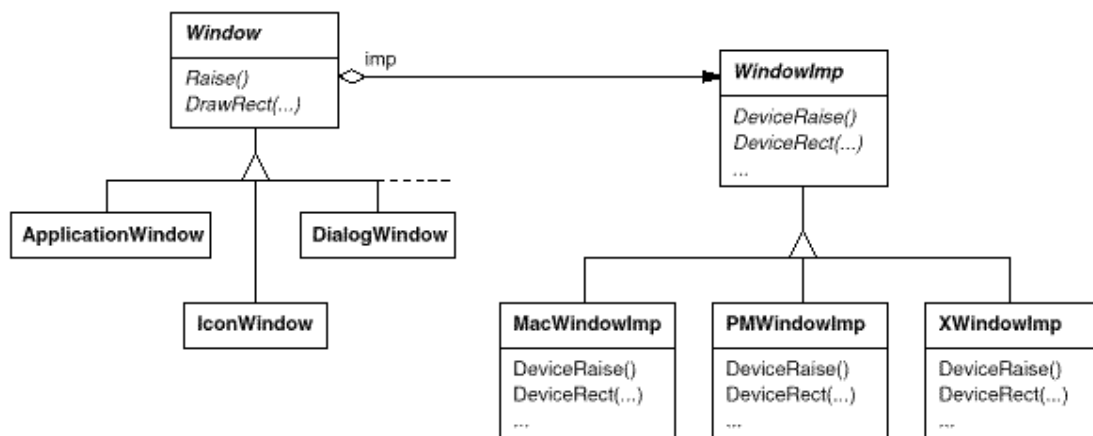 Window
Raise()
DrawRect(...)
imp
WindowImp
DeviceRaise()
DeviceRect(...)
...
ApplicationWindow
DialogWindow
IconWindow
MacWindowImp
DeviceRaise()
DeviceRect(...)
...
PMWindowImp
DeviceRaise()
DeviceRect(...)
...
XWindowImp
DeviceRaise()
DeviceRect(...)
...